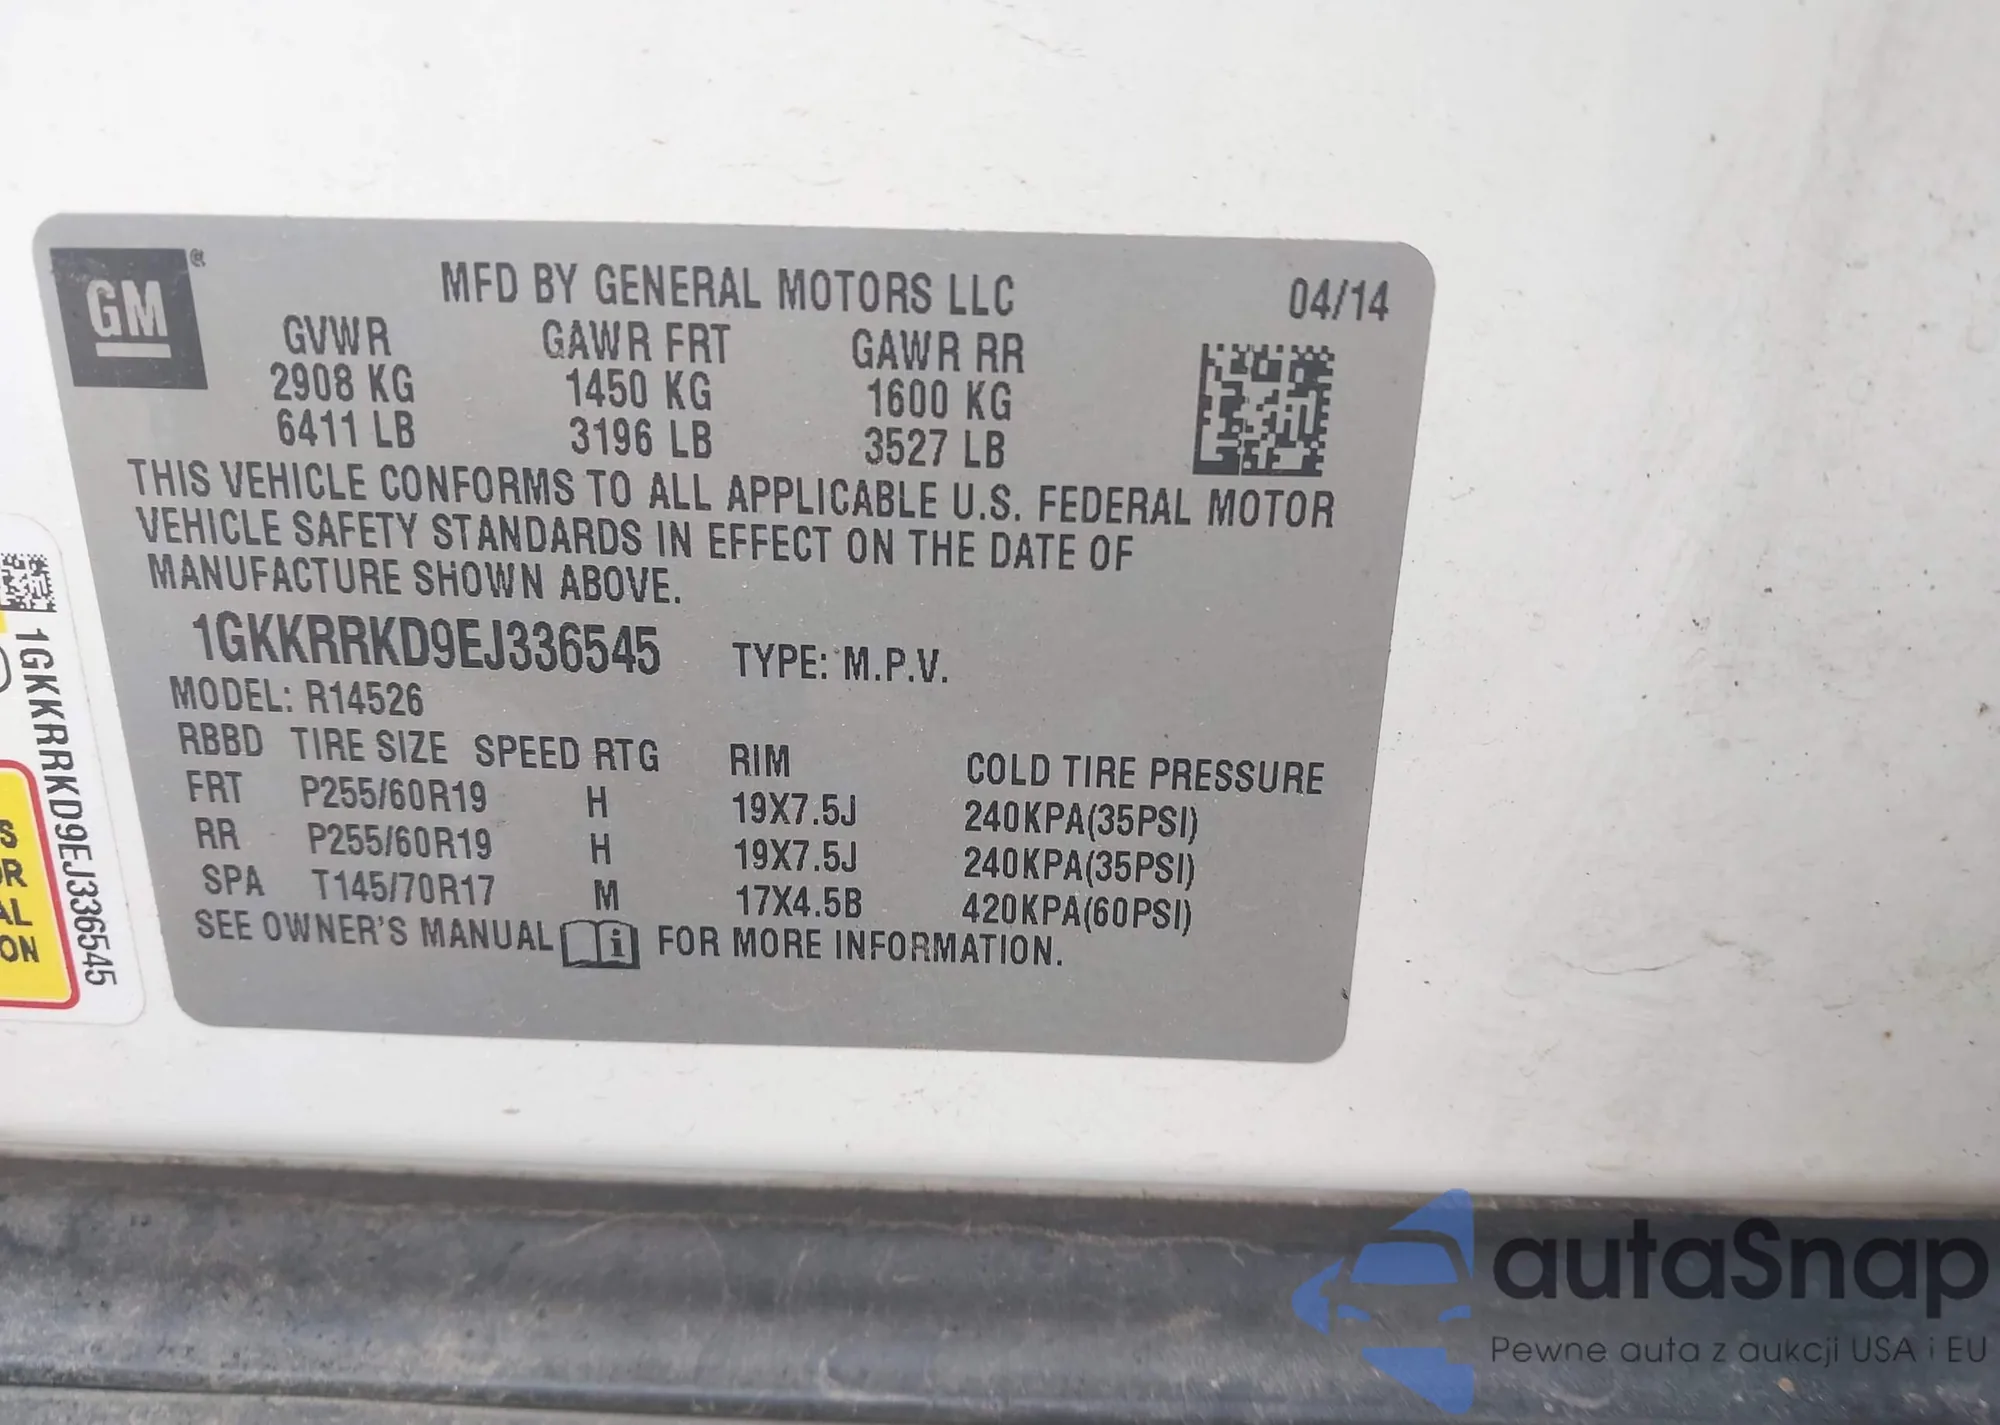 GM
MFD BY GENERAL MOTORS LLC 04/14
GVWR GAWR FRT GAWR RR
2908 KG 1450 KG 1600 KG
6411 LB 3196 LB 3527 LB
THIS VEHICLE CONFORMS TO ALL APPLICABLE U.S. FEDERAL MOTOR
VEHICLE SAFETY STANDARDS IN EFFECT ON THE DATE OF
MANUFACTURE SHOWN ABOVE.
1GKKRRKD9EJ336545 TYPE: M.P.V.
MODEL: R14526
RBBD TIRE SIZE SPEED RTG RIM COLD TIRE PRESSURE
FRT P255/60R19 H 19X7.5J 240KPA(35PSI)
RR P255/60R19 H 19X7.5J 240KPA(35PSI)
SPA T145/70R17 M 17X4.5B 420KPA(60PSI)
SEE OWNER'S MANUAL i FOR MORE INFORMATION.
1GKKRRKD9EJ336545
S
OR
AL
ON
autaSnap
Pewne auta z aukcji USA i EU